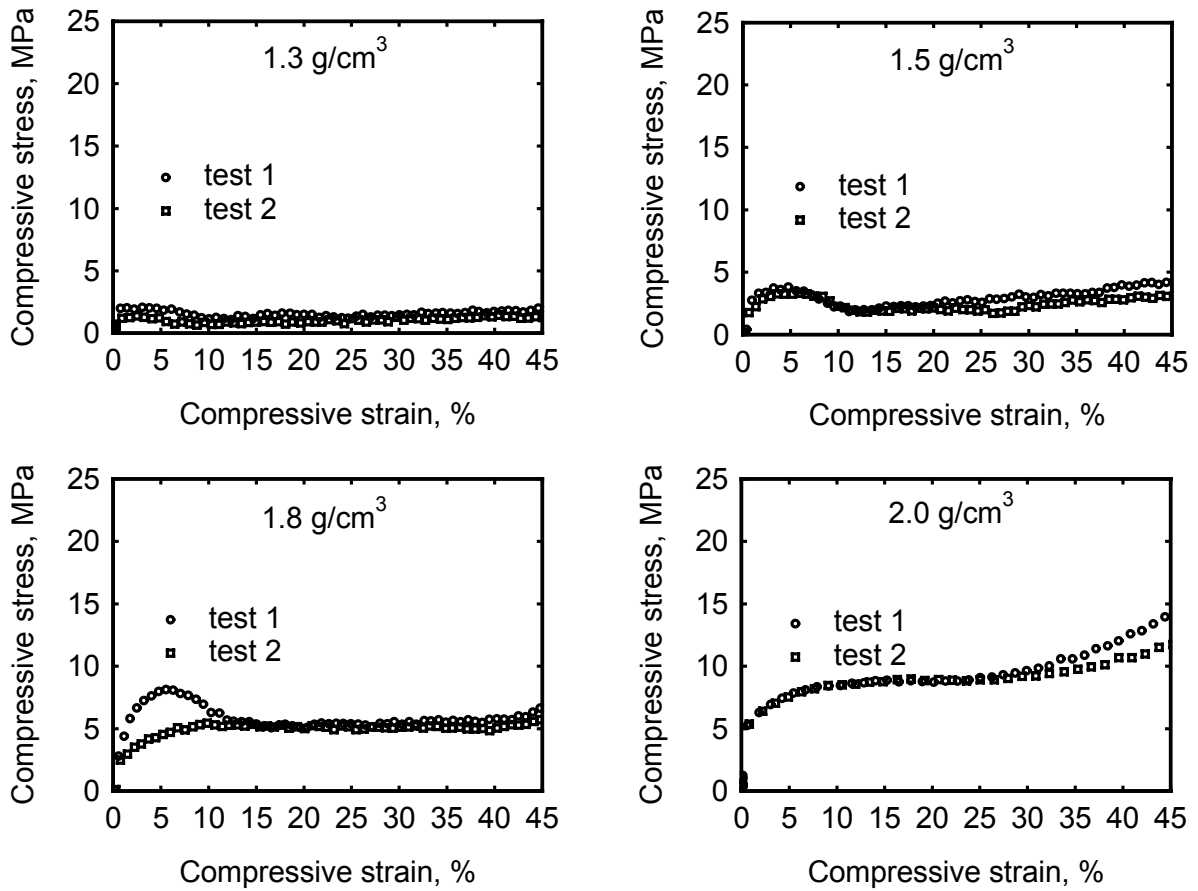 Compressive stress, MPa
25
20
15
10
5
0
1.3 g/cm³
test 1
test 2
0 5 10 15 20 25 30 35 40 45
Compressive strain, %
Compressive stress, MPa
25
20
15
10
5
0
1.5 g/cm³
test 1
test 2
0 5 10 15 20 25 30 35 40 45
Compressive strain, %
Compressive stress, MPa
25
20
15
10
5
0
1.8 g/cm³
test 1
test 2
0 5 10 15 20 25 30 35 40 45
Compressive strain, %
Compressive stress, MPa
25
20
15
10
5
0
2.0 g/cm³
test 1
test 2
0 5 10 15 20 25 30 35 40 45
Compressive strain, %